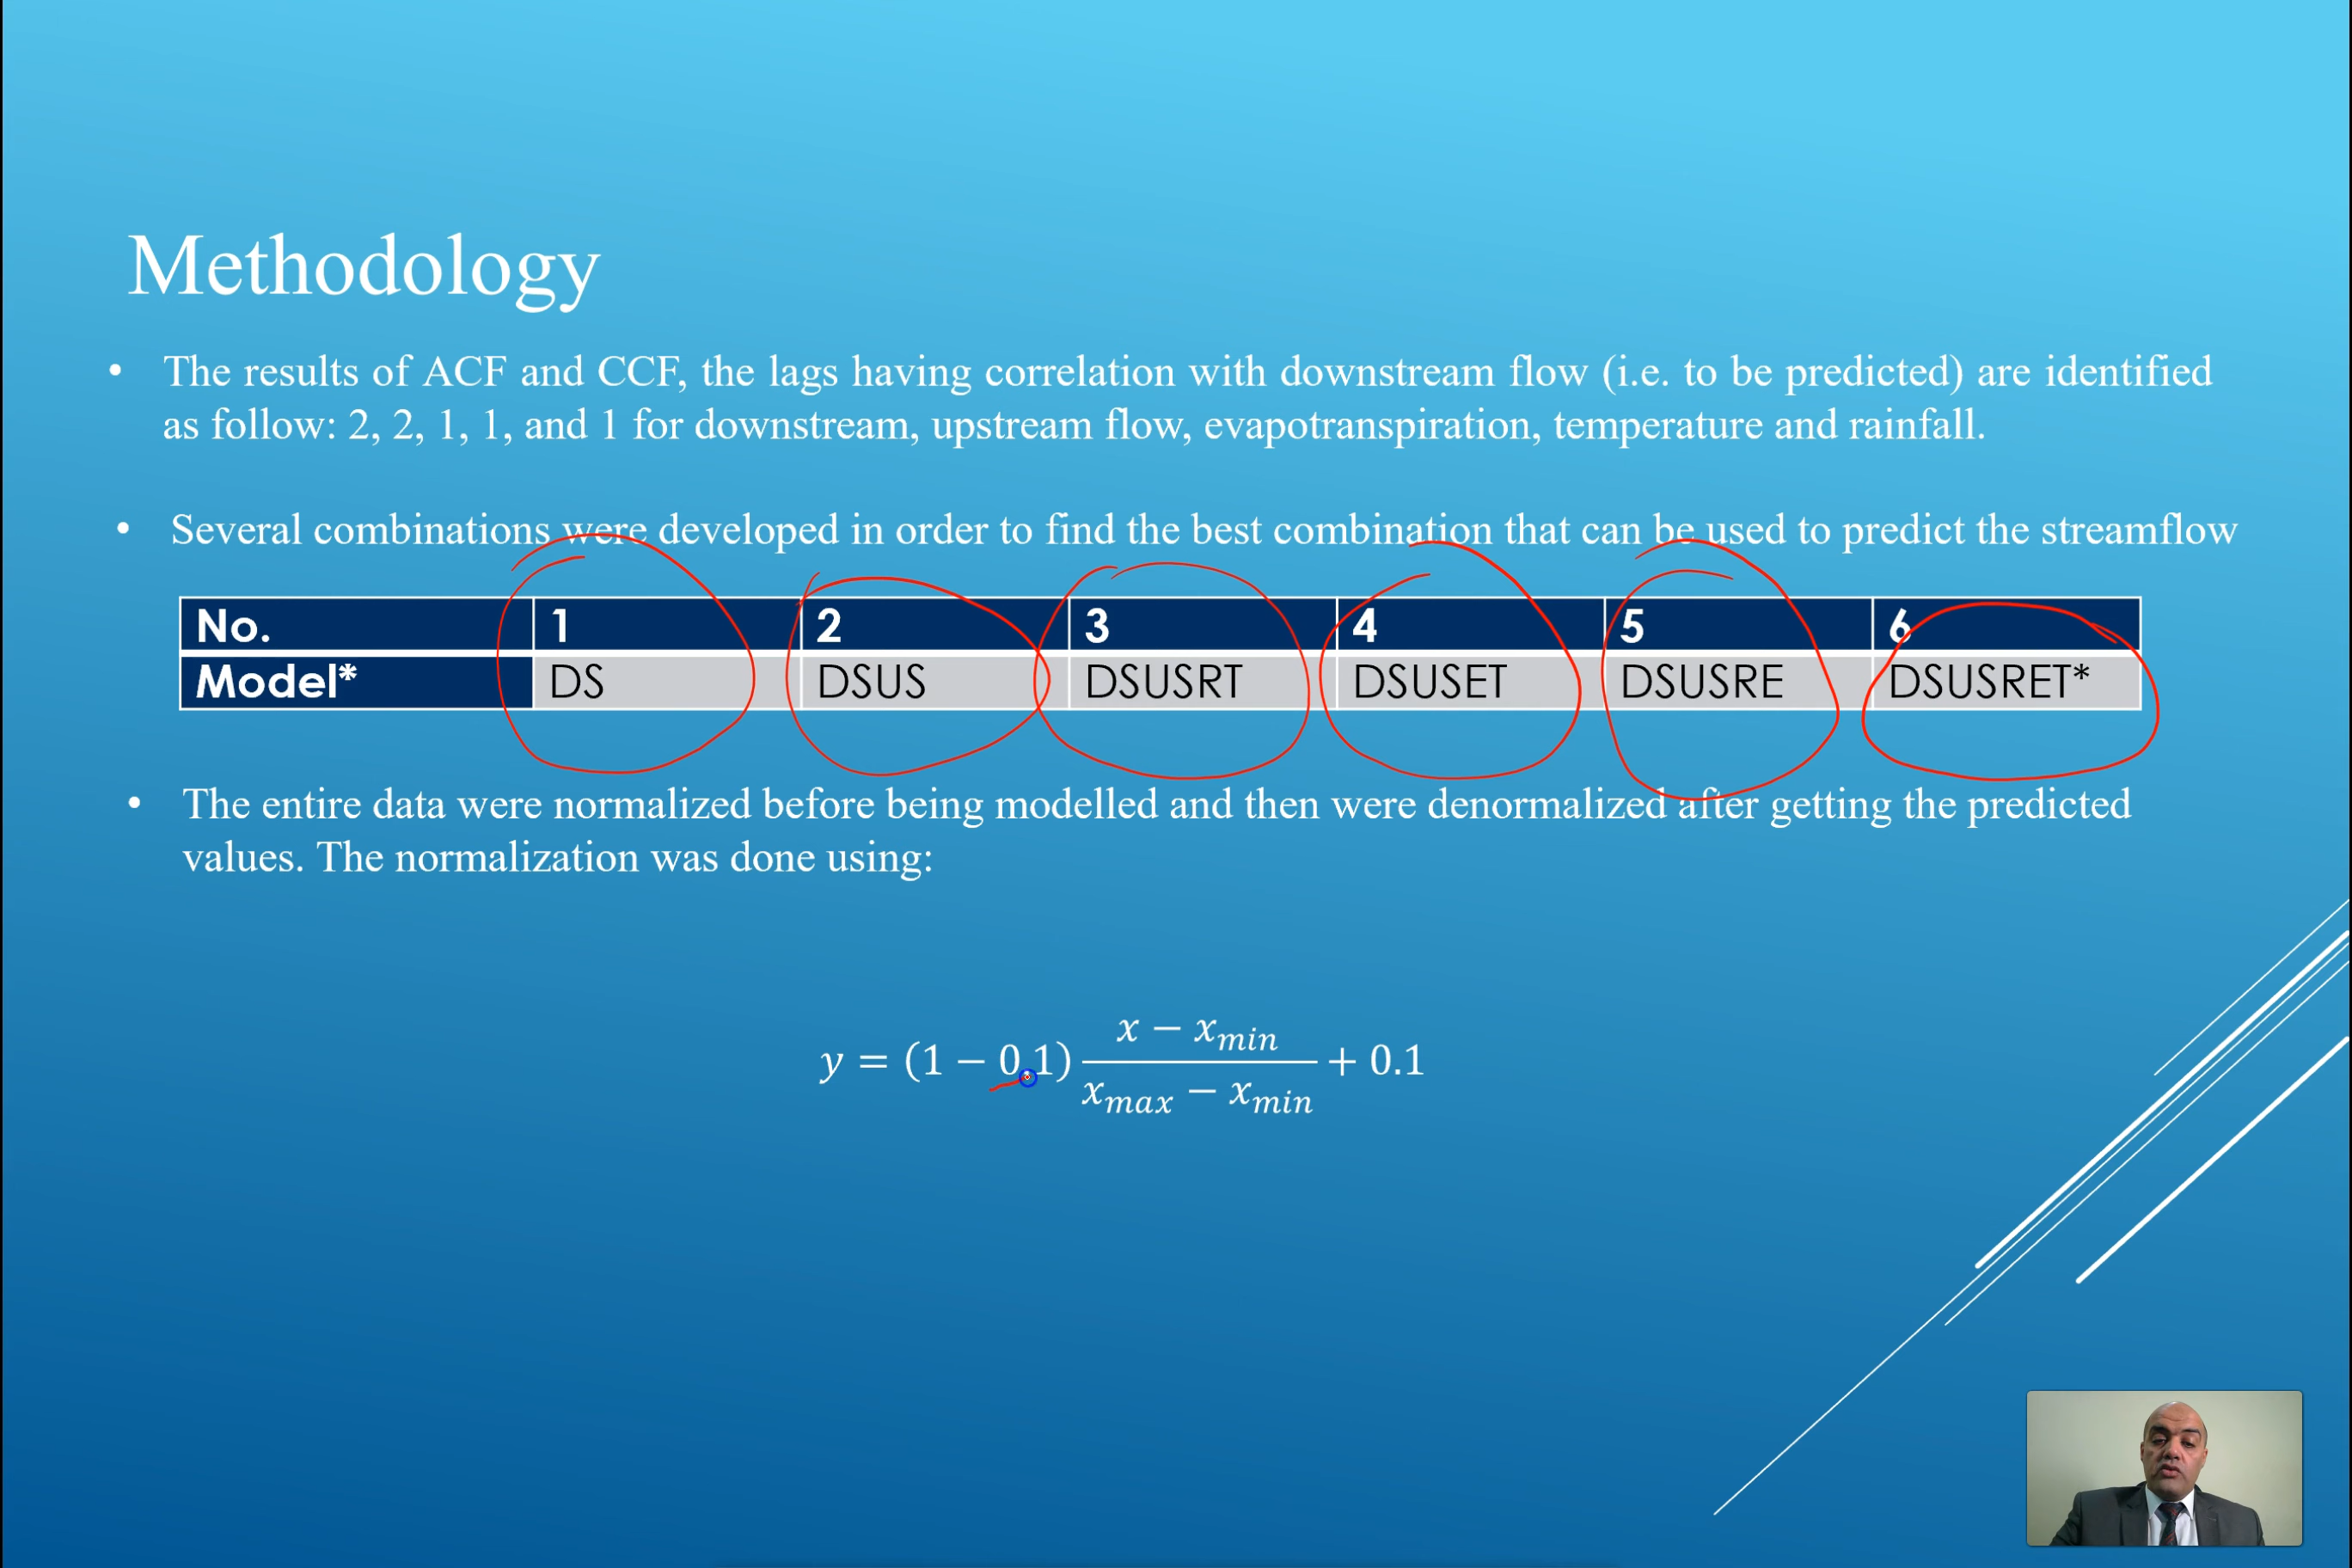 Methodology
• The results of ACF and CCF, the lags having correlation with downstream flow (i.e. to be predicted) are identified
as follow: 2, 2, 1, 1, and 1 for downstream, upstream flow, evapotranspiration, temperature and rainfall.
• Several combinations were developed in order to find the best combination that can be used to predict the streamflow
No. 1 2 3 4 5 6
Model* DS DSUS DSUSRT DSUSET DSUSRE DSUSRET*
• The entire data were normalized before being modelled and then were denormalized after getting the predicted
values. The normalization was done using:
y = (1 − 0.1) (x − x_min)/(x_max − x_min) + 0.1